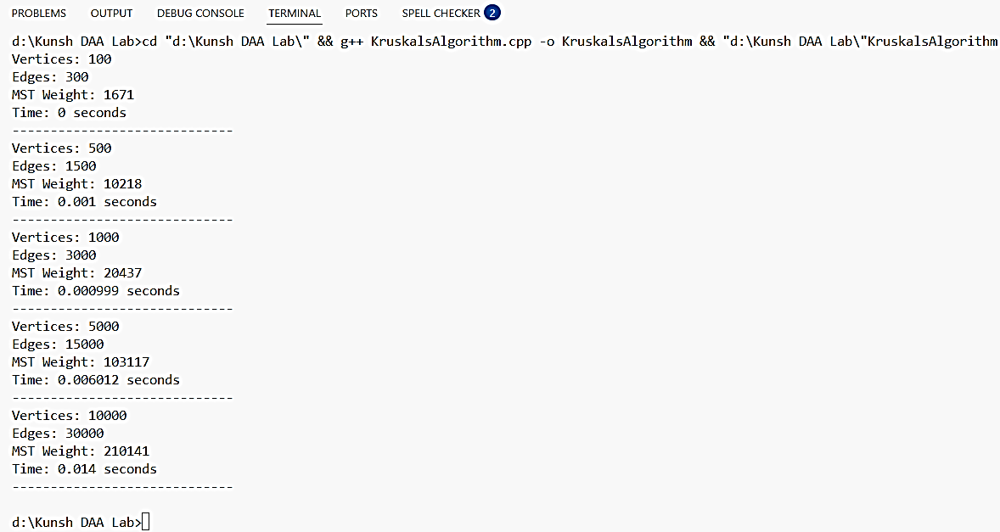 PROBLEMS OUTPUT DEBUG CONSOLE TERMINAL PORTS SPELL CHECKER 2
d:\Kunsh DAA Lab>cd "d:\Kunsh DAA Lab\" && g++ KruskalsAlgorithm.cpp -o KruskalsAlgorithm && "d:\Kunsh DAA Lab\"KruskalsAlgorithm
Vertices: 100
Edges: 300
MST Weight: 1671
Time: 0 seconds
-----------------------------
Vertices: 500
Edges: 1500
MST Weight: 10218
Time: 0.001 seconds
-----------------------------
Vertices: 1000
Edges: 3000
MST Weight: 20437
Time: 0.000999 seconds
-----------------------------
Vertices: 5000
Edges: 15000
MST Weight: 103117
Time: 0.006012 seconds
-----------------------------
Vertices: 10000
Edges: 30000
MST Weight: 210141
Time: 0.014 seconds
-----------------------------
d:\Kunsh DAA Lab>